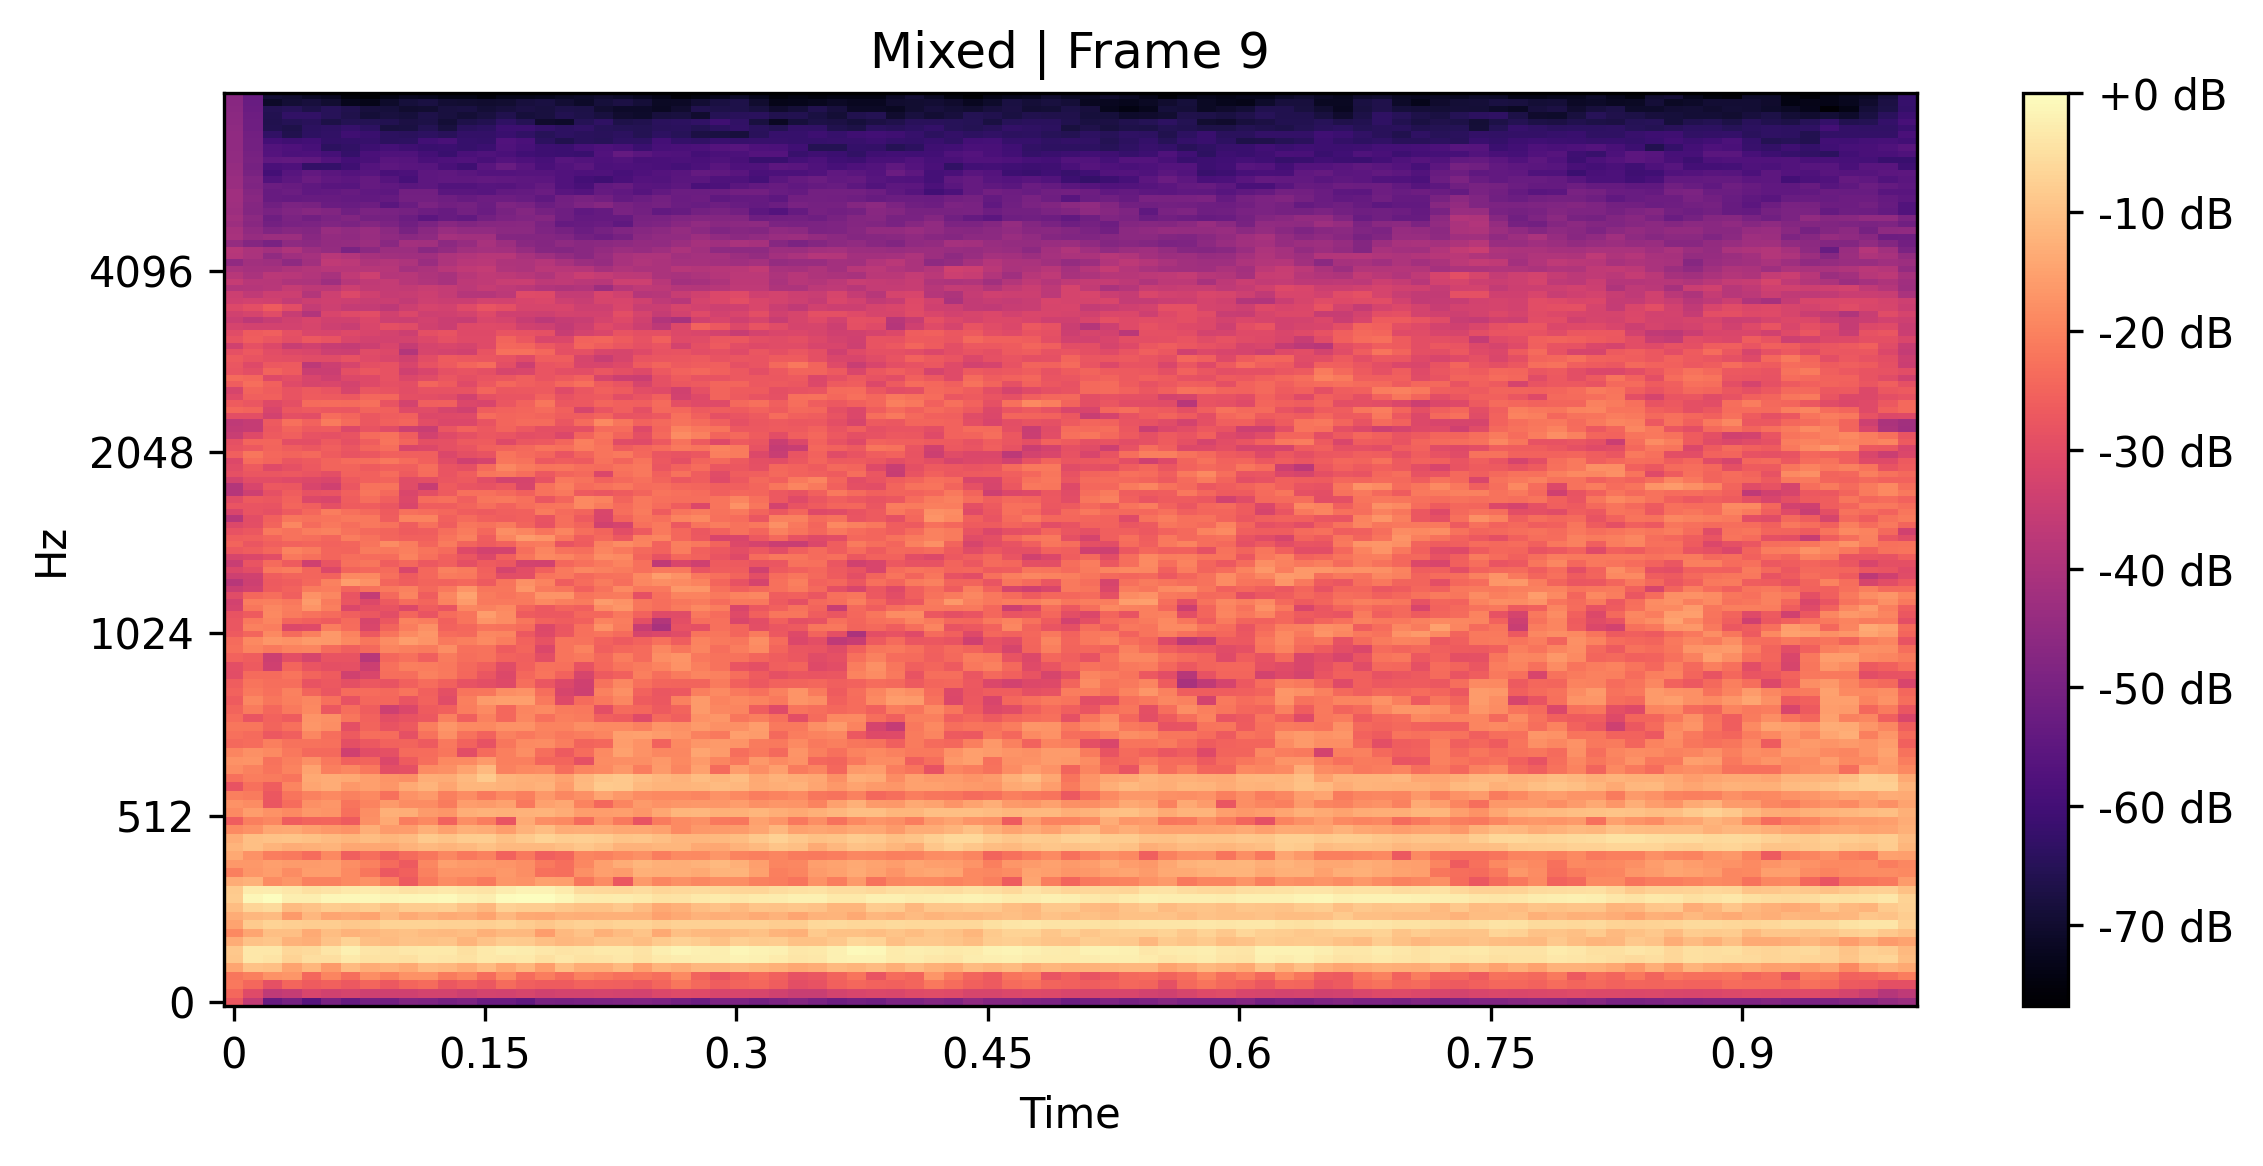 Mixed | Frame 9
+0 dB
-10 dB
-20 dB
-30 dB
-40 dB
-50 dB
-60 dB
-70 dB
4096
2048
1024
512
0
Hz
0
0.15
0.3
0.45
0.6
0.75
0.9
Time